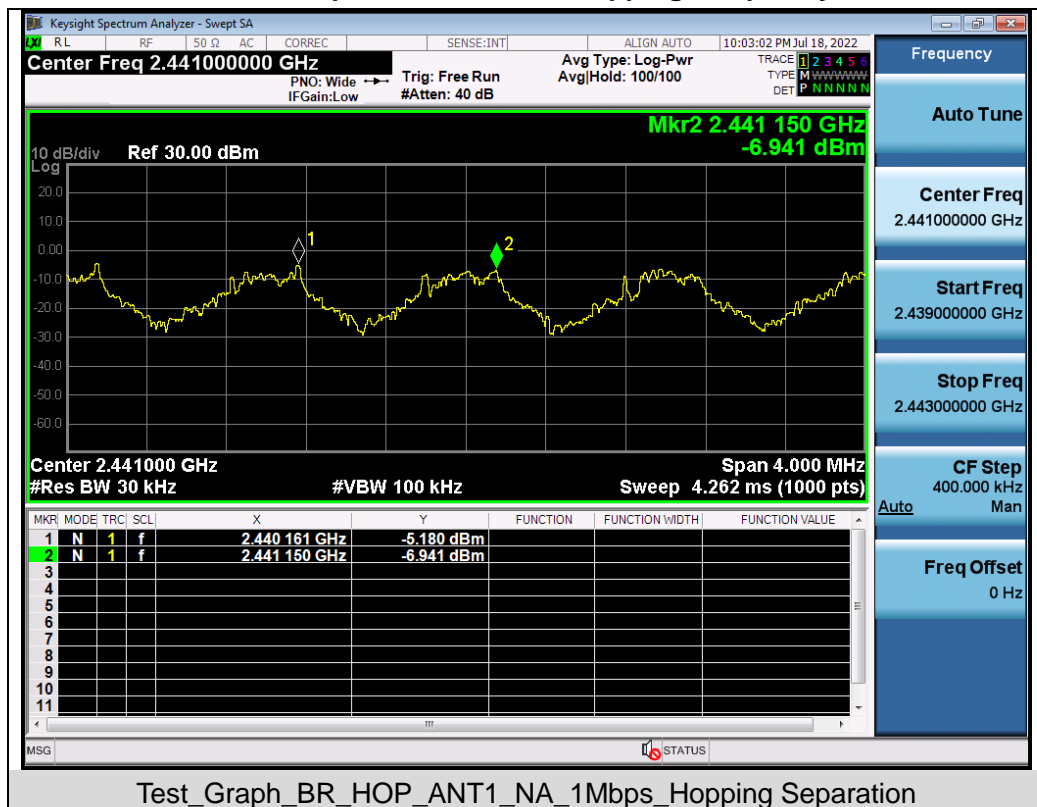 Keysight Spectrum Analyzer - Swept SA
LXI RL RF 50 Ω AC CORREC SENSE:INT ALIGN AUTO 10:03:02 PM Jul 18, 2022
Center Freq 2.441000000 GHz
PNO: Wide
IFGain:Low
Trig: Free Run
#Atten: 40 dB
Avg Type: Log-Pwr
Avg|Hold: 100/100
TRACE 1 2 3 4 5 6
TYPE M WWWWW
DET P N N N N N
Mkr2 2.441 150 GHz
-6.941 dBm
10 dB/div Ref 30.00 dBm
Log
20.0
10.0
0.00
-10.0
-20.0
-30.0
-40.0
-50.0
-60.0
1
2
Center 2.441000 GHz Span 4.000 MHz
#Res BW 30 kHz #VBW 100 kHz Sweep 4.262 ms (1000 pts)
MKR MODE TRC SCL X Y FUNCTION FUNCTION WIDTH FUNCTION VALUE
1 N 1 f 2.440 161 GHz -5.180 dBm
2 N 1 f 2.441 150 GHz -6.941 dBm
3
4
5
6
7
8
9
10
11
MSG STATUS
Frequency
Auto Tune
Center Freq
2.441000000 GHz
Start Freq
2.439000000 GHz
Stop Freq
2.443000000 GHz
CF Step
400.000 kHz
Auto Man
Freq Offset
0 Hz
Test_Graph_BR_HOP_ANT1_NA_1Mbps_Hopping Separation